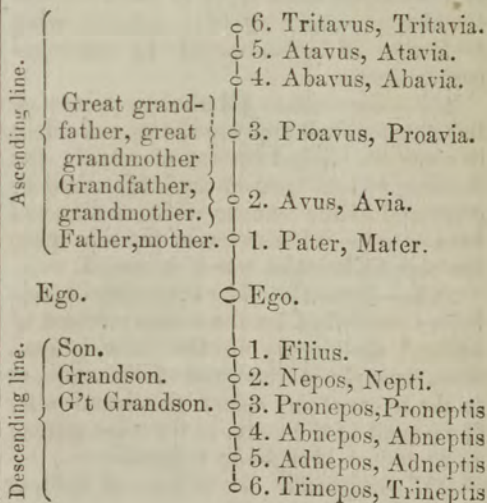 Ascending line.
6. Tritavus, Tritavia.
5. Atavus, Atavia.
4. Abavus, Abavia.
Great grand-
father, great 3. Proavus, Proavia.
grandmother
Grandfather, 2. Avus, Avia.
grandmother.
Father,mother. 1. Pater, Mater.
Ego. Ego.
Descending line.
Son. 1. Filius.
Grandson. 2. Nepos, Nepti.
G't Grandson. 3. Pronepos,Proneptis
4. Abnepos, Abneptis
5. Adnepos, Adneptis
6. Trinepos, Trineptis